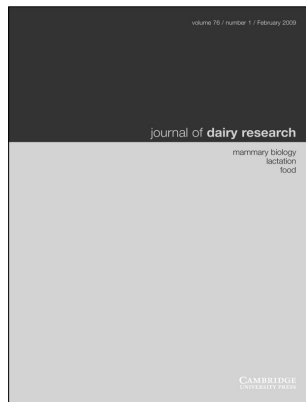 volume 76 / number 1 / February 2009
journal of dairy research
mammary biology
lactation
food
CAMBRIDGE
UNIVERSITY PRESS